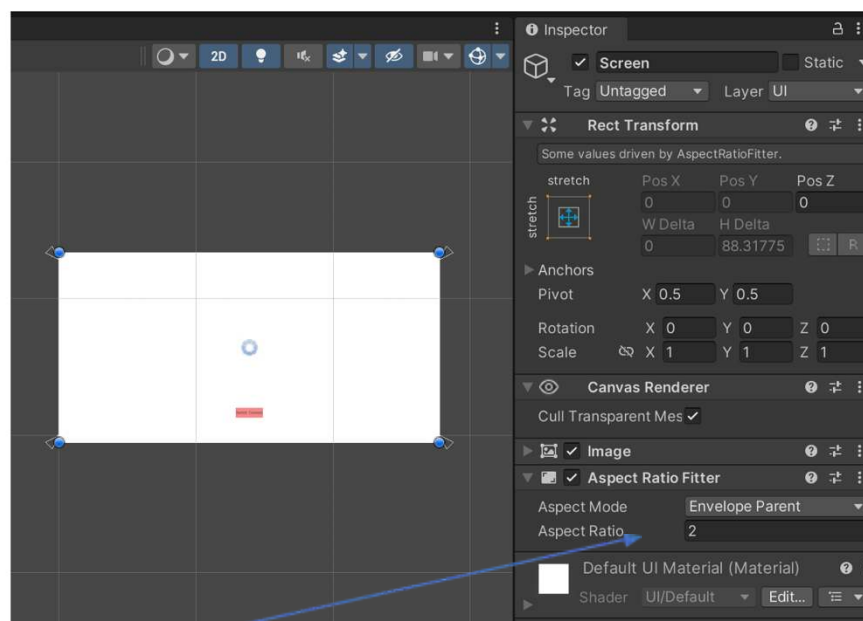 2D
Inspector
Screen Static
Tag Untagged Layer UI
Rect Transform
Some values driven by AspectRatioFitter.
stretch Pos X Pos Y Pos Z
stretch
0 0 0
W Delta H Delta
0 88.31775 R
Anchors
Pivot X 0.5 Y 0.5
Rotation X 0 Y 0 Z 0
Scale X 1 Y 1 Z 1
Canvas Renderer
Cull Transparent Mes
Image
Aspect Ratio Fitter
Aspect Mode Envelope Parent
Aspect Ratio 2
Default UI Material (Material)
Shader UI/Default Edit...